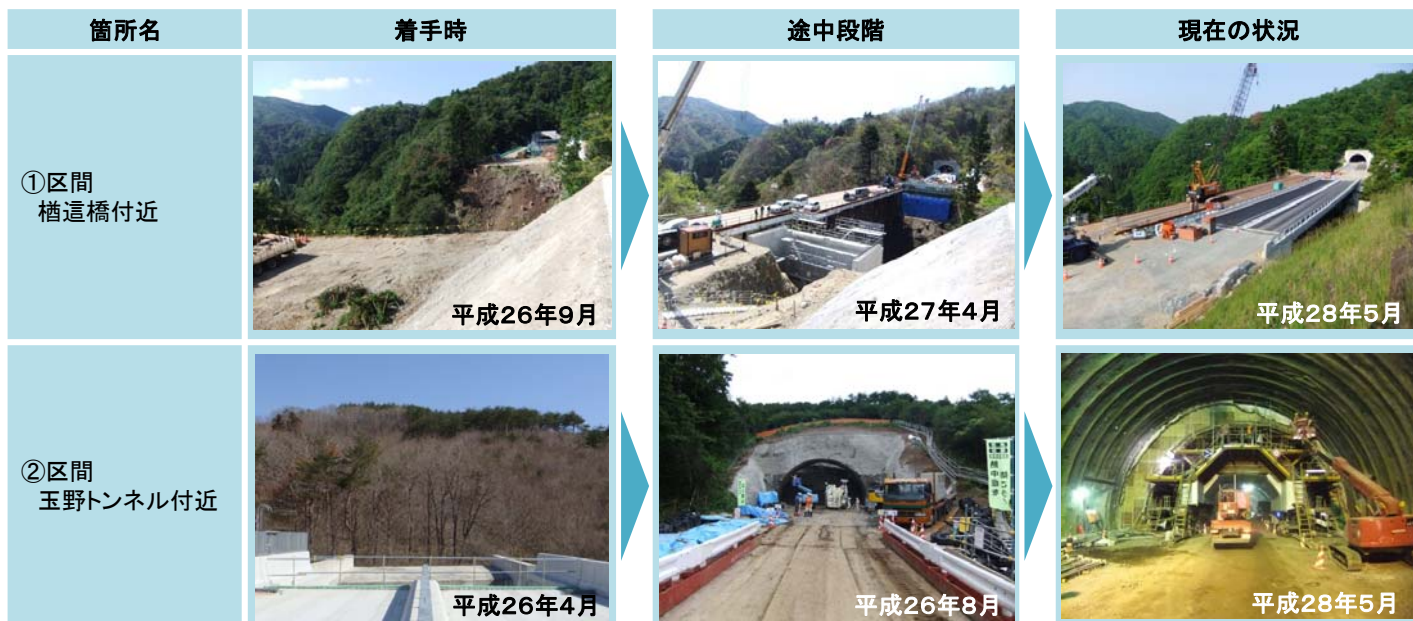 箇所名
着手時
途中段階
現在の状況
①区間
楢這橋付近
平成26年9月
平成27年4月
平成28年5月
②区間
玉野トンネル付近
平成26年4月
平成26年8月
平成28年5月